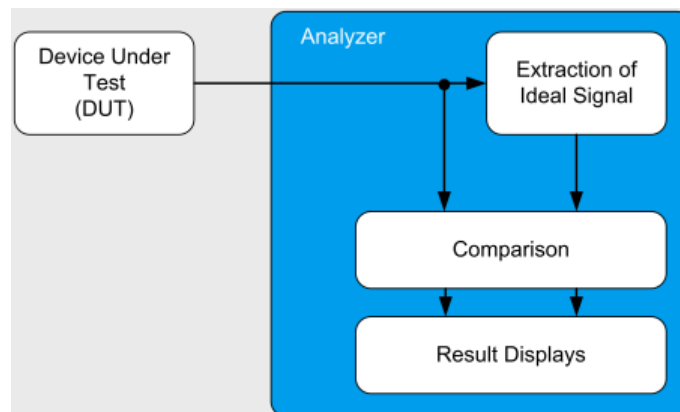 Analyzer
Device Under
Test
(DUT)
Extraction of
Ideal Signal
Comparison
Result Displays